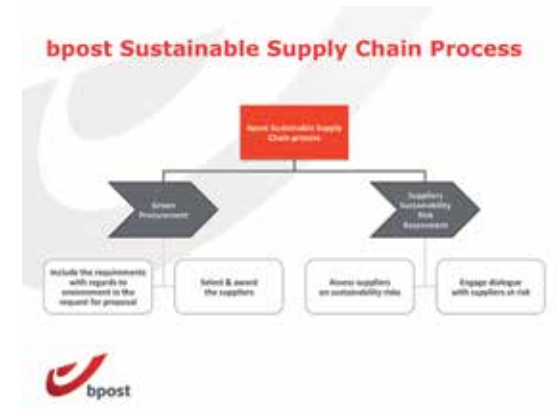 bpost Sustainable Supply Chain Process
bpost Sustainable Supply
Chain process
Green
Procurement
Suppliers
Sustainability
Risk
Assessment
Include the requirements
with regards to
environment in the
request for proposal
Select & award
the suppliers
Assess suppliers
on sustainability risks
Engage dialogue
with suppliers at risk
bpost